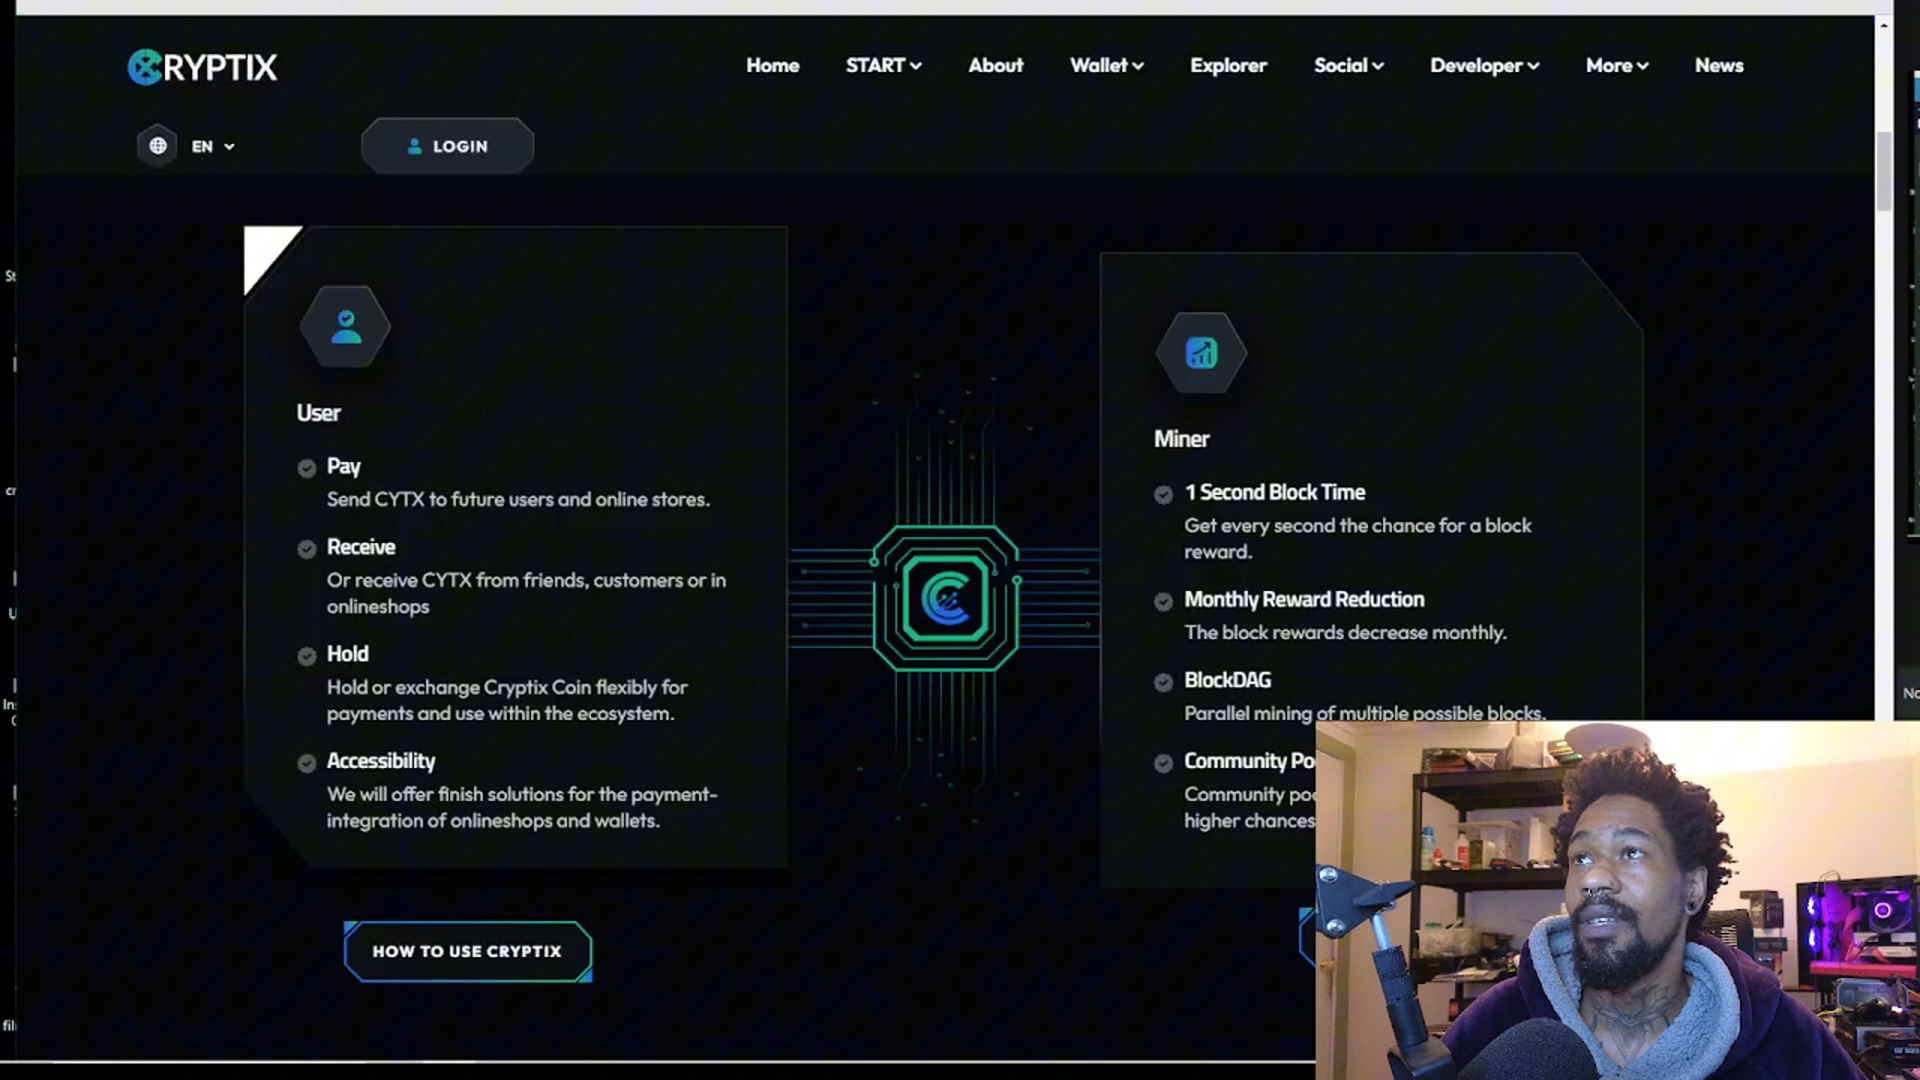 CRYPTIX
Home START About Wallet Explorer Social Developer More News
EN
LOGIN
User
Pay
Send CYTX to future users and online stores.
Receive
Or receive CYTX from friends, customers or in
onlineshops
Hold
Hold or exchange Cryptix Coin flexibly for
payments and use within the ecosystem.
Accessibility
We will offer finish solutions for the payment-
integration of onlineshops and wallets.
HOW TO USE CRYPTIX
Miner
1 Second Block Time
Get every second the chance for a block
reward.
Monthly Reward Reduction
The block rewards decrease monthly.
BlockDAG
Parallel mining of multiple possible blocks.
Community
Community
higher chances